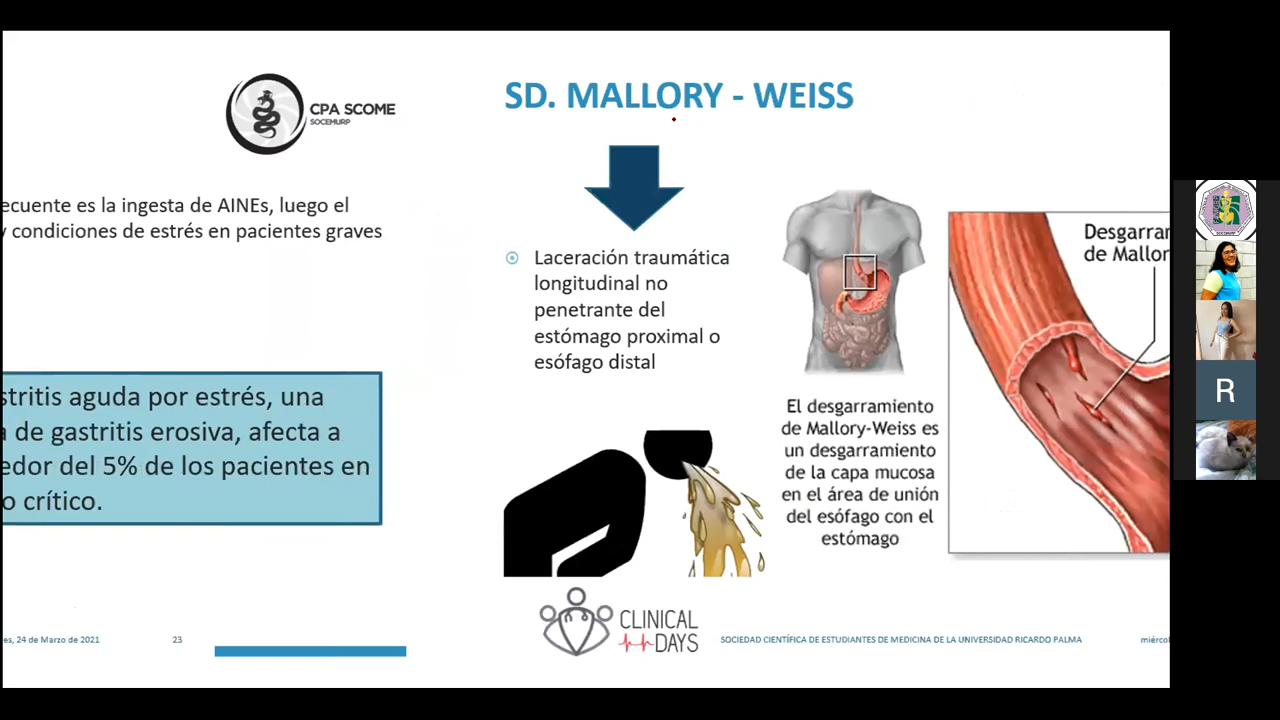 CPA SCOME
SOCEMURP
ecuente es la ingesta de AINEs, luego el
y condiciones de estrés en pacientes graves
stritis aguda por estrés, una
a de gastritis erosiva, afecta a
edor del 5% de los pacientes en
o crítico.
es, 24 de Marzo de 2021
23
SD. MALLORY - WEISS
Laceración traumática
longitudinal no
penetrante del
estómago proximal o
esófago distal
El desgarramiento
de Mallory-Weiss es
un desgarramiento
de la capa mucosa
en el área de unión
del esófago con el
estómago
Desgarrar
de Mallor
CLINICAL
DAYS
SOCIEDAD CIENTÍFICA DE ESTUDIANTES DE MEDICINA DE LA UNIVERSIDAD RICARDO PALMA
miércol
R